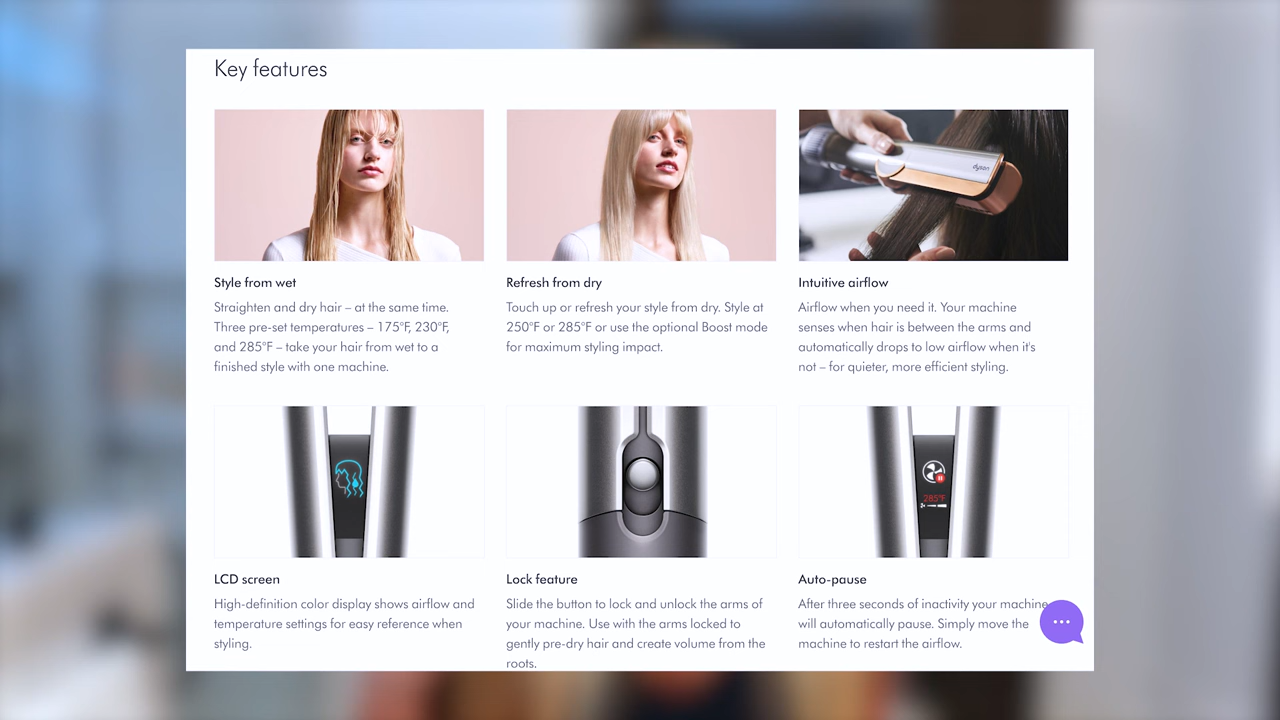 Key features
dyson
Style from wet
Straighten and dry hair – at the same time.
Three pre-set temperatures – 175°F, 230°F,
and 285°F – take your hair from wet to a
finished style with one machine.
Refresh from dry
Touch up or refresh your style from dry. Style at
250°F or 285°F or use the optional Boost mode
for maximum styling impact.
Intuitive airflow
Airflow when you need it. Your machine
senses when hair is between the arms and
automatically drops to low airflow when it's
not – for quieter, more efficient styling.
285°F
LCD screen
High-definition color display shows airflow and
temperature settings for easy reference when
styling.
Lock feature
Slide the button to lock and unlock the arms of
your machine. Use with the arms locked to
gently pre-dry hair and create volume from the
roots.
Auto-pause
After three seconds of inactivity your machine
will automatically pause. Simply move the
machine to restart the airflow.